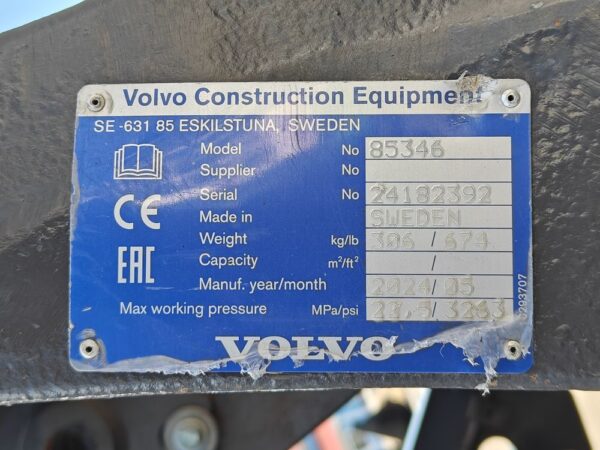 Volvo Construction Equipment
SE-631 85 ESKILSTUNA, SWEDEN
Model No 85346
Supplier No
Serial No 24182392
Made in SWEDEN
Weight kg/lb 306 / 674
Capacity m²/ft² /
Manuf. year/month 2024/05
Max working pressure MPa/psi 22,5/3263
CE
EAC
VOLVO